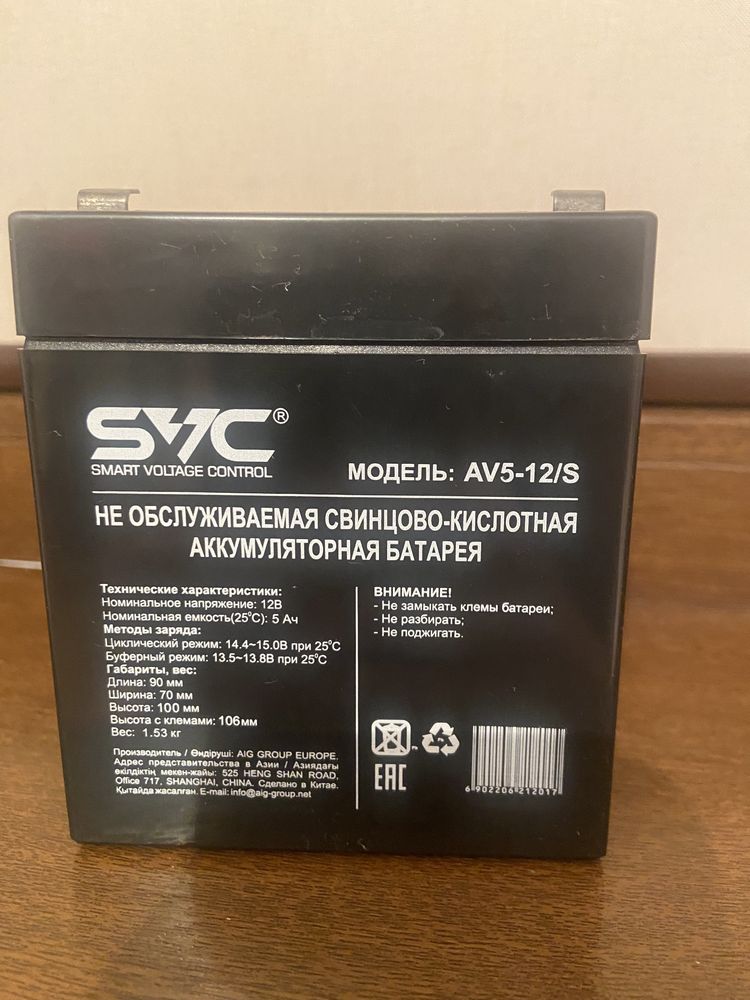 SVC®
SMART VOLTAGE CONTROL
МОДЕЛЬ: AV5-12/S
НЕ ОБСЛУЖИВАЕМАЯ СВИНЦОВО-КИСЛОТНАЯ
АККУМУЛЯТОРНАЯ БАТАРЕЯ
Технические характеристики:
Номинальное напряжение: 12В
Номинальная емкость(25°C): 5 Ач
Методы заряда:
Циклический режим: 14.4~15.0В при 25°C
Буферный режим: 13.5~13.8В при 25°C
Габариты, вес:
Длина: 90 мм
Ширина: 70 мм
Высота: 100 мм
Высота с клемами: 106мм
Вес: 1.53 кг
Производитель / Өндіруші: AIG GROUP EUROPE.
Адрес представительства в Азии / Азиядағы
өкілдіктің мекен-жайы: 525 HENG SHAN ROAD,
Office 717, SHANGHAI, CHINA. Сделано в Китае.
Қытайда жасалған. E-mail: info@aig-group.net
ВНИМАНИЕ!
- Не замыкать клемы батареи;
- Не разбирать;
- Не поджигать.
EAC
6902206212017